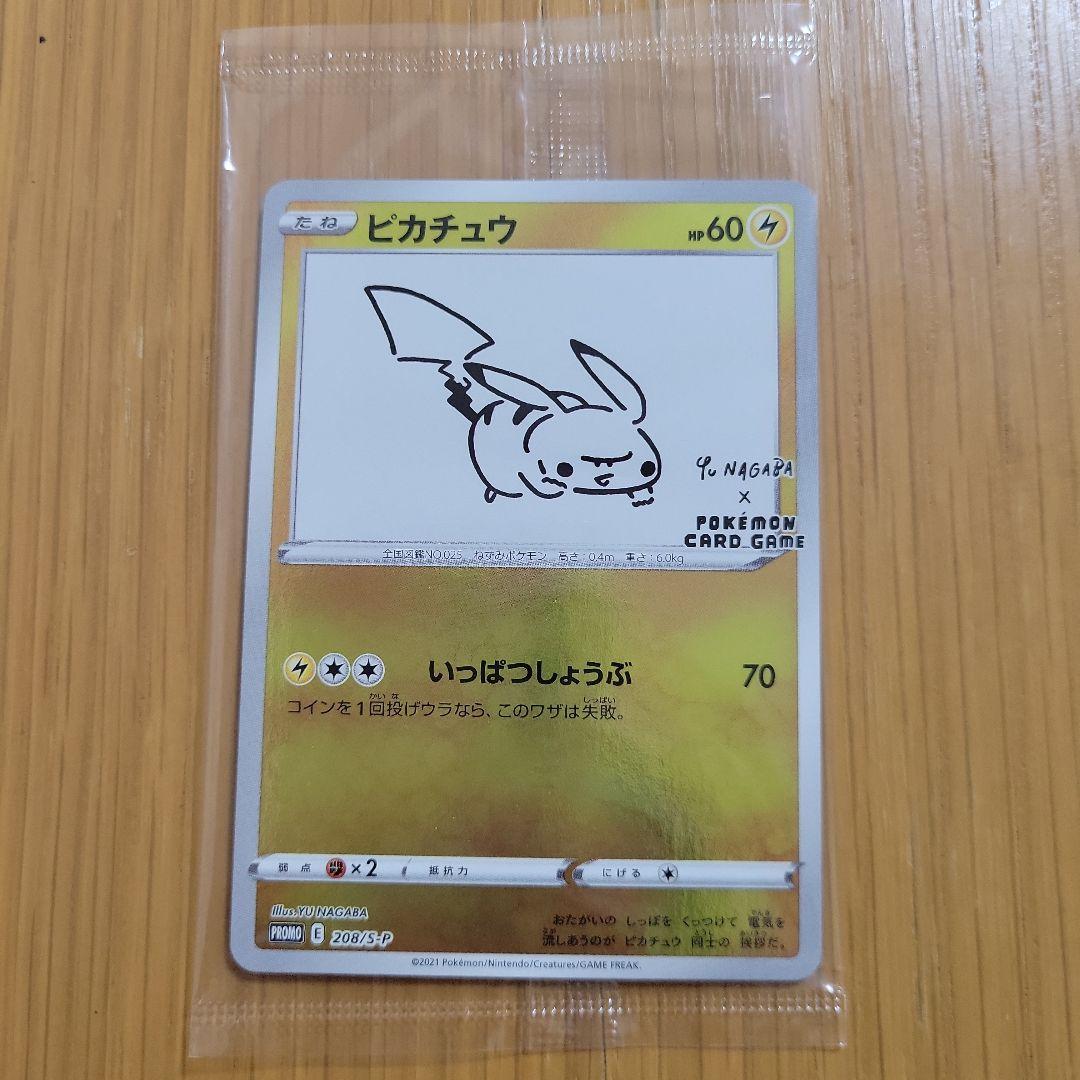 たね ピカチュウ HP60
YU NAGABA
×
POKÉMON
CARD GAME
全国図鑑NO.025 ねずみポケモン 高さ:0.4m 重さ:6.0kg
いっぱつしょうぶ 70
コインを1回投げウラなら、このワザは失敗。
弱点 ×2 抵抗力 にげる
Illus.YU NAGABA
PROMO E 208/S-P
おたがいの しっぽを くっつけて 電気を
流しあうのが ピカチュウ 同士の 挨拶だ。
©2021 Pokémon/Nintendo/Creatures/GAME FREAK.